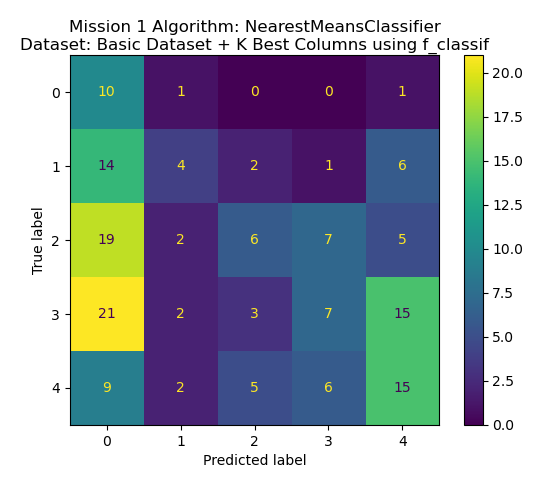 Mission 1 Algorithm: NearestMeansClassifier
Dataset: Basic Dataset + K Best Columns using f_classif
True label
0 10 1 0 0 1
1 14 4 2 1 6
2 19 2 6 7 5
3 21 2 3 7 15
4 9 2 5 6 15
0 1 2 3 4
Predicted label
20.0
17.5
15.0
12.5
10.0
7.5
5.0
2.5
0.0